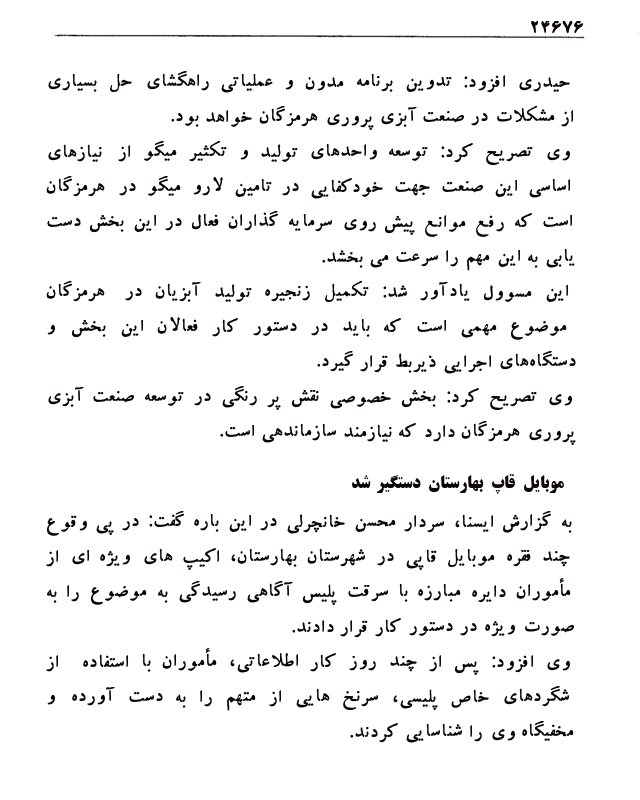 ۲۴۶۷۶
حیدری افزود: تدوین برنامه مدون و عملیاتی راهگشای حل بسیاری
از مشکلات در صنعت آبزی پروری هرمزگان خواهد بود.
وی تصریح کرد: توسعه واحدهای تولید و تکثیر میگو از نیازهای
اساسی این صنعت جهت خودکفایی در تامین لارو میگو در هرمزگان
است که رفع موانع پیش روی سرمایه گذاران فعال در این بخش دست
یابی به این مهم را سرعت می بخشد.
این مسوول یادآور شد: تکمیل زنجیره تولید آبزیان در هرمزگان
موضوع مهمی است که باید در دستور کار فعالان این بخش و
دستگاه‌های اجرایی ذیربط قرار گیرد.
وی تصریح کرد: بخش خصوصی نقش پر رنگی در توسعه صنعت آبزی
پروری هرمزگان دارد که نیازمند سازماندهی است.
موبایل قاپ بهارستان دستگیر شد
به گزارش ایسنا، سردار محسن خانچرلی در این باره گفت: در پی وقوع
چند فقره موبایل قاپی در شهرستان بهارستان، اکیپ های ویژه ای از
مأموران دایره مبارزه با سرقت پلیس آگاهی رسیدگی به موضوع را به
صورت ویژه در دستور کار قرار دادند.
وی افزود: پس از چند روز کار اطلاعاتی، مأموران با استفاده از
شگردهای خاص پلیسی، سرنخ هایی از متهم را به دست آورده و
مخفیگاه وی را شناسایی کردند.